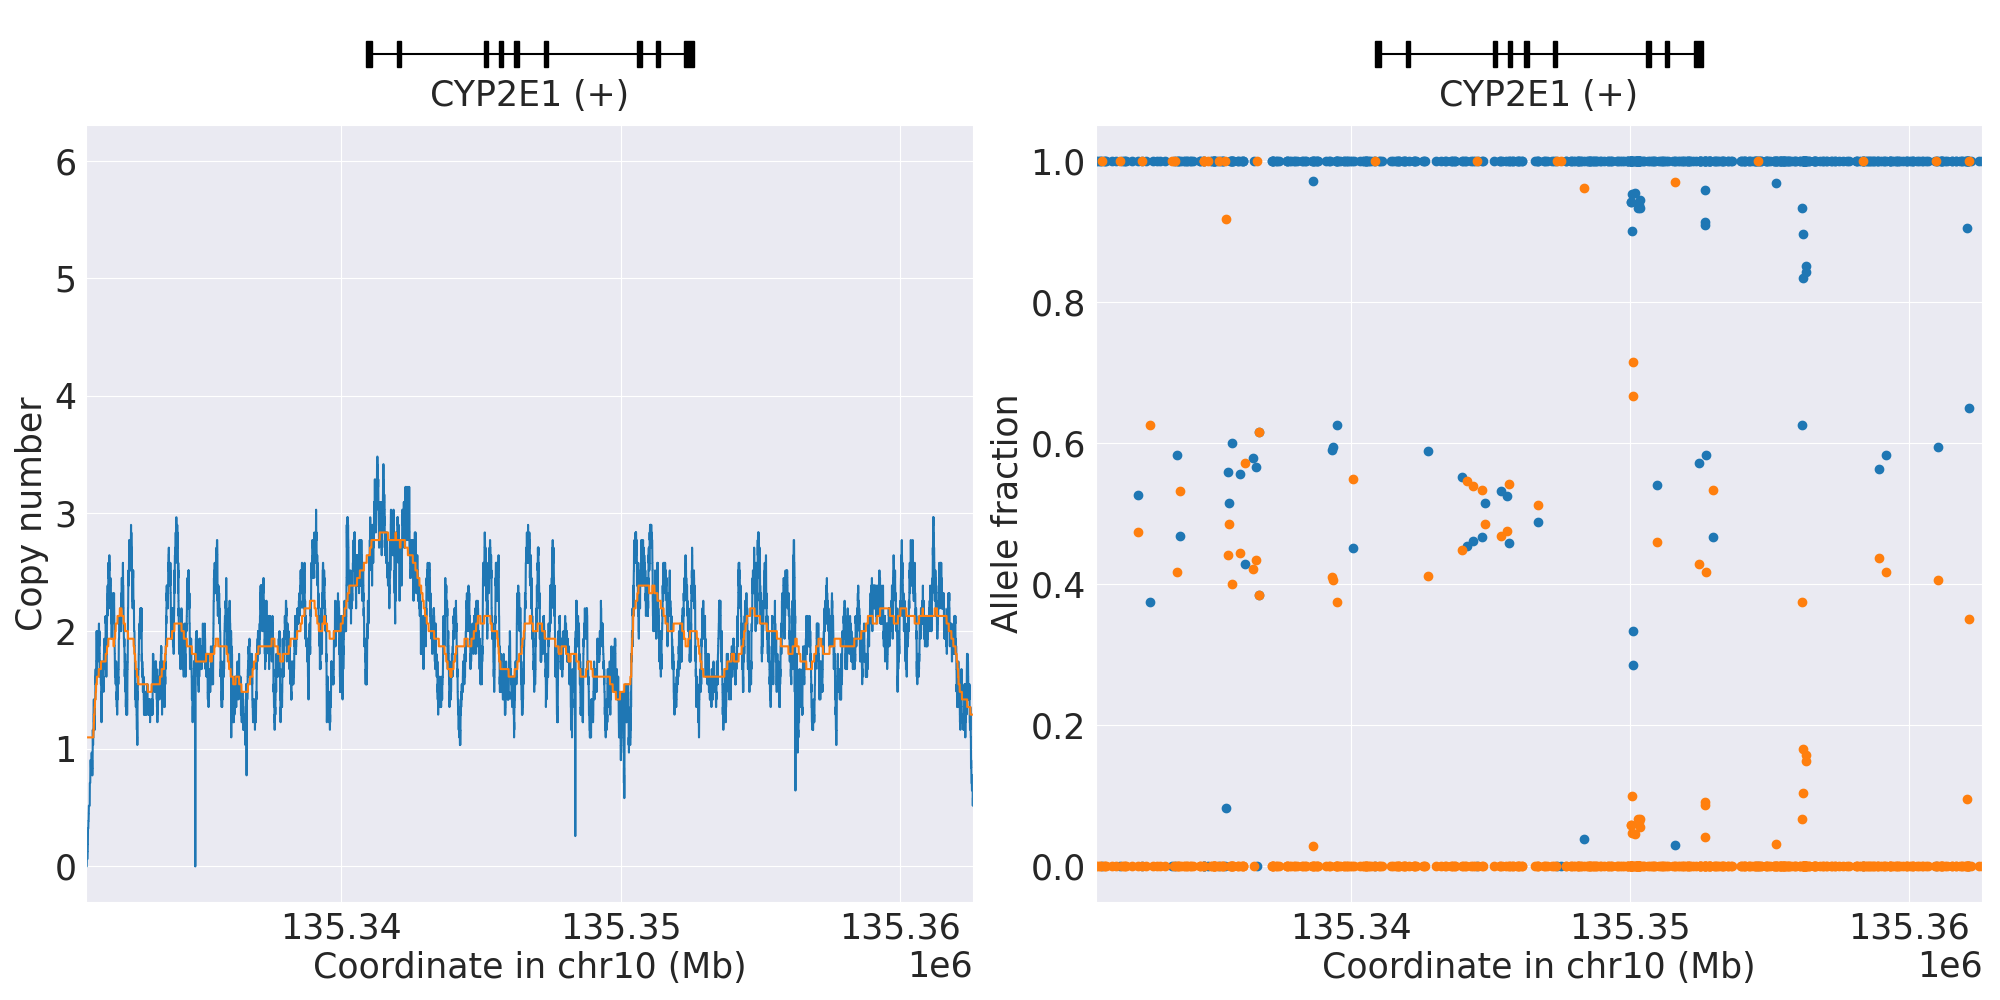 CYP2E1 (+)
Copy number
6
5
4
3
2
1
0
135.34 135.35 135.36
Coordinate in chr10 (Mb)
1e6
CYP2E1 (+)
Allele fraction
1.0
0.8
0.6
0.4
0.2
0.0
135.34 135.35 135.36
Coordinate in chr10 (Mb)
1e6